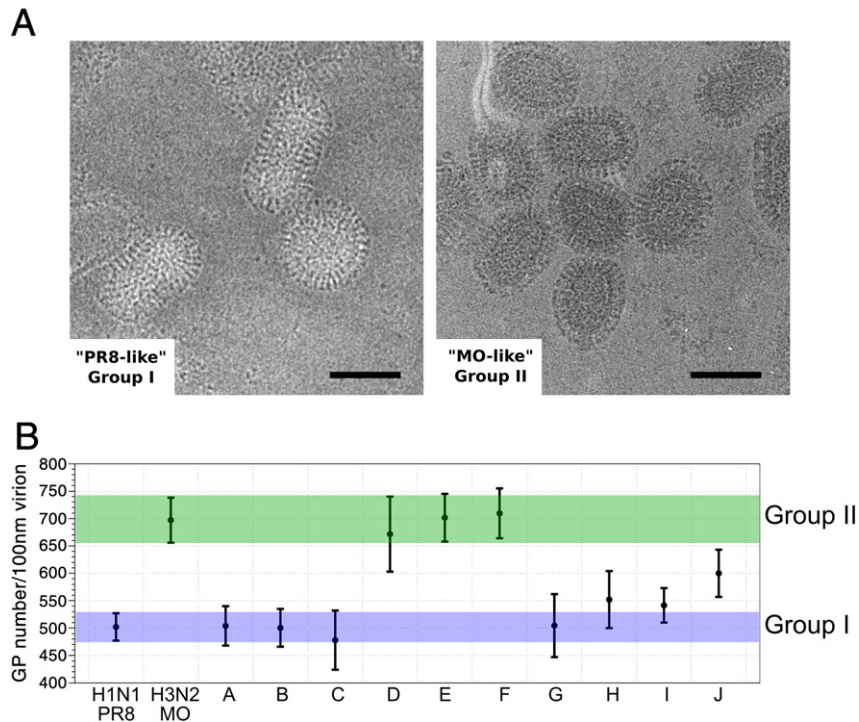 A
"PR8-like"
Group I
"MO-like"
Group II
B
GP number/100nm virion
800
750
700
650
600
550
500
450
400
Group II
Group I
H1N1
PR8
H3N2
MO
A
B
C
D
E
F
G
H
I
J